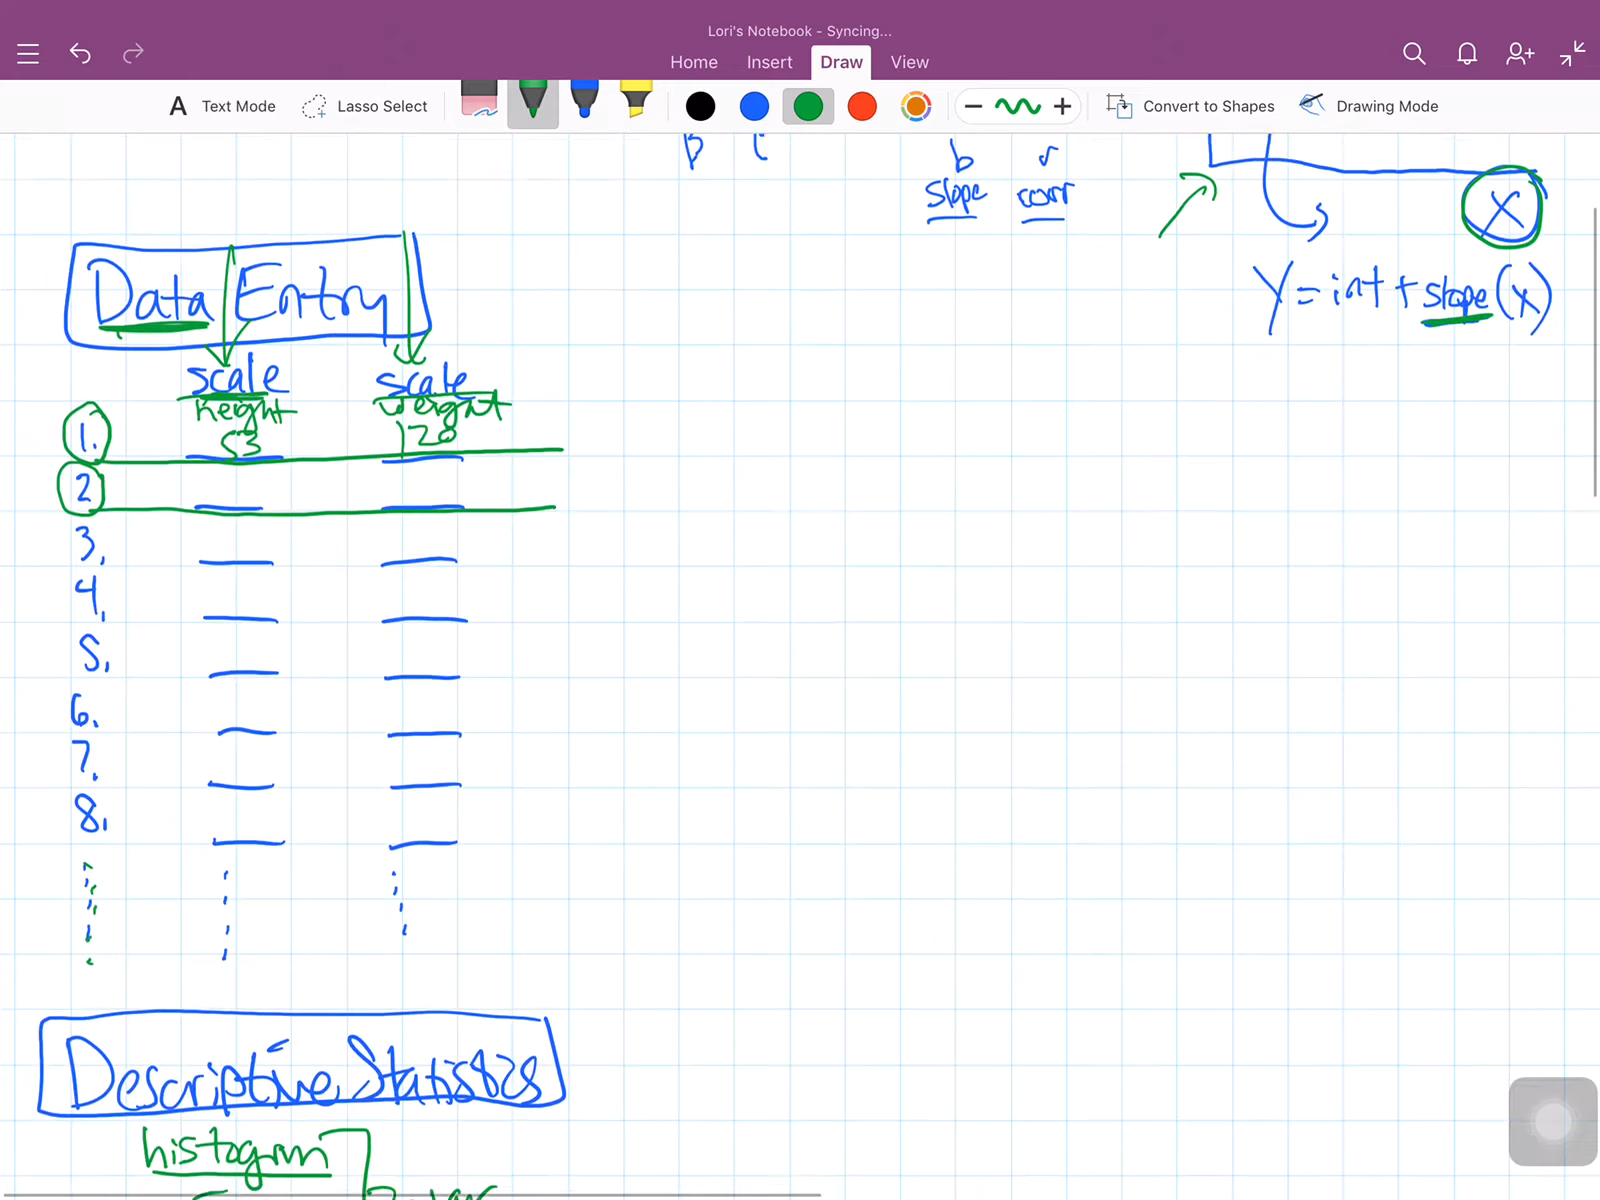 Lori's Notebook - Syncing...
Home Insert Draw View
A Text Mode Lasso Select Convert to Shapes Drawing Mode
b r
slope corr
X
Y = int + slope (x)
Data Entry
scale scale
height weight
1. 53 120
2
3.
4.
5.
6.
7.
8.
Descriptive Statistics
histogram